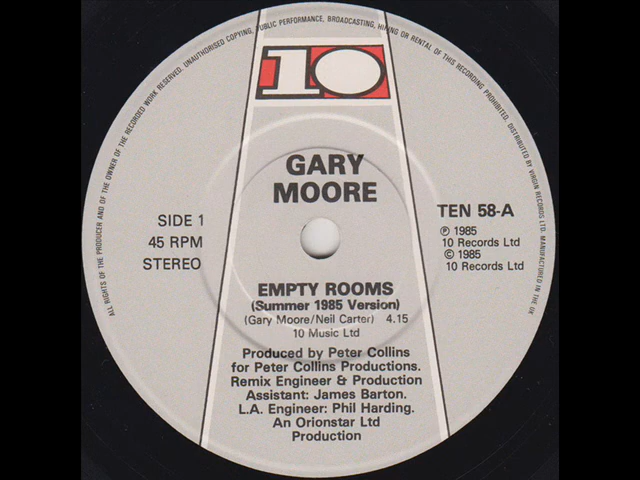 ALL RIGHTS OF THE PRODUCER AND OF THE OWNER OF THE RECORDED WORK RESERVED. UNAUTHORISED COPYING, PUBLIC PERFORMANCE, BROADCASTING, HIRING OR RENTAL OF THIS RECORDING PROHIBITED. DISTRIBUTED BY VIRGIN RECORDS LTD. MANUFACTURED IN THE UK
10
GARY
MOORE
SIDE 1
45 RPM
STEREO
TEN 58-A
℗ 1985
10 Records Ltd
© 1985
10 Records Ltd
EMPTY ROOMS
(Summer 1985 Version)
(Gary Moore/Neil Carter) 4.15
10 Music Ltd
Produced by Peter Collins
for Peter Collins Productions.
Remix Engineer & Production
Assistant: James Barton.
L.A. Engineer: Phil Harding.
An Orionstar Ltd
Production